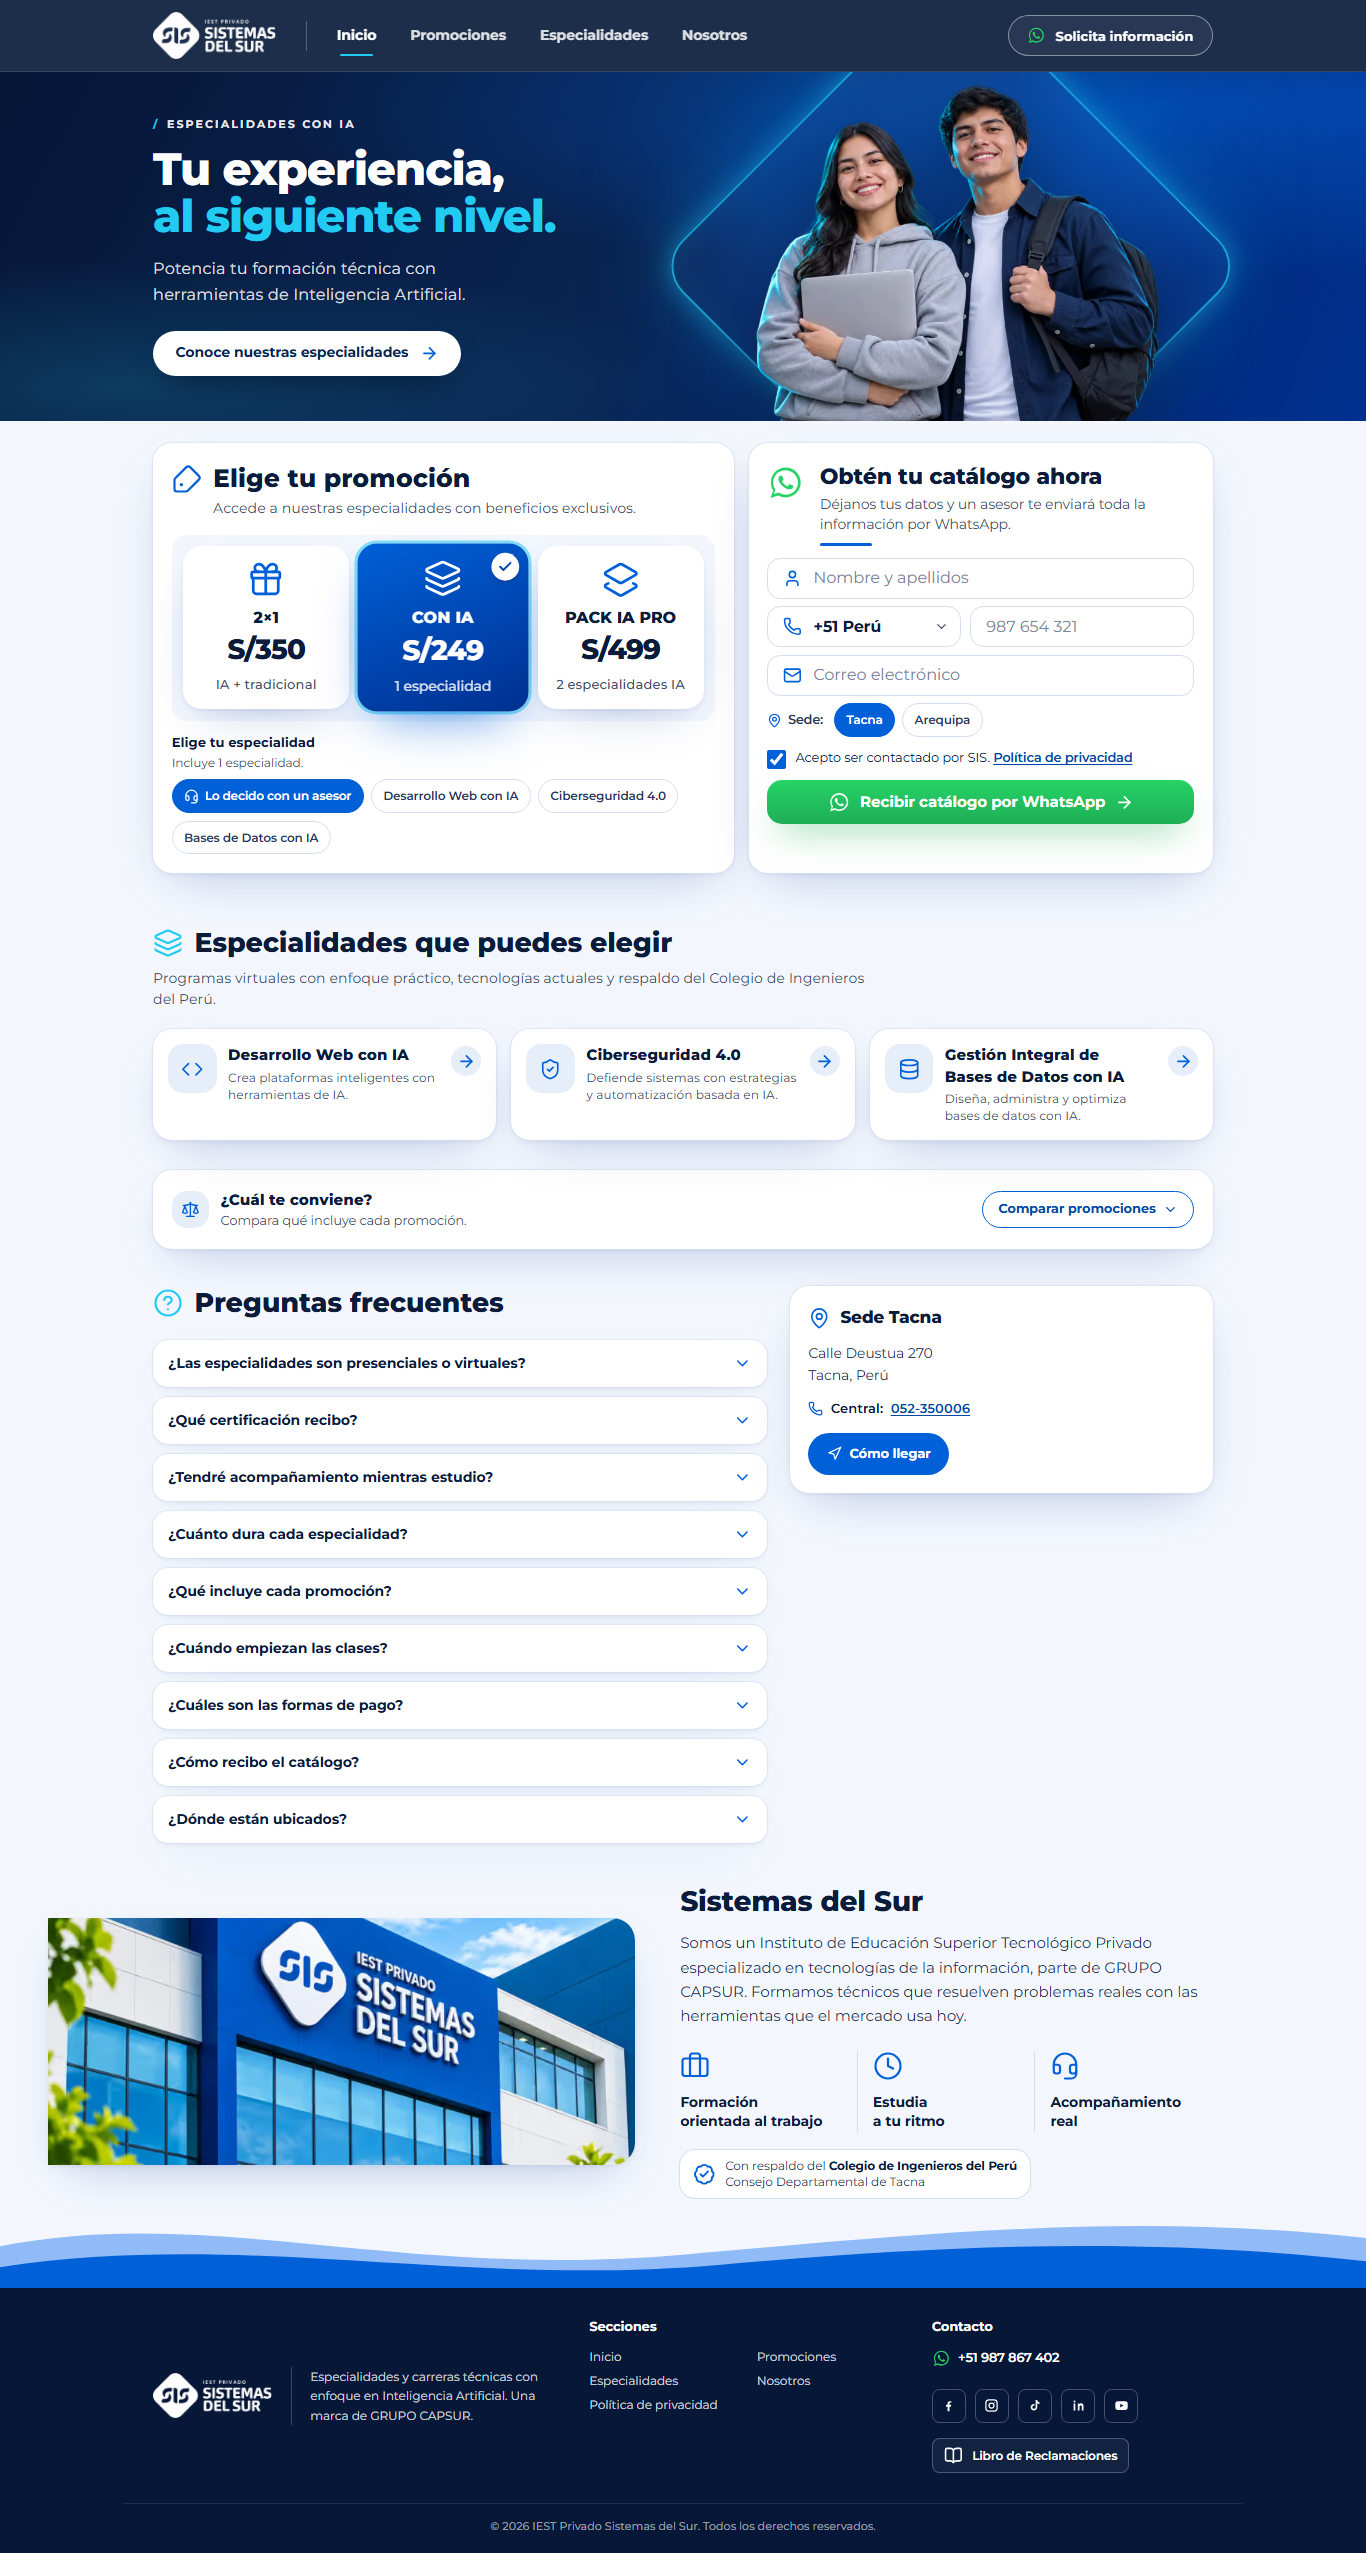 SIS
IEST PRIVADO
SISTEMAS
DEL SUR
Inicio
Promociones
Especialidades
Nosotros
Solicita información
/ ESPECIALIDADES CON IA
Tu experiencia,
al siguiente nivel.
Potencia tu formación técnica con
herramientas de Inteligencia Artificial.
Conoce nuestras especialidades
Elige tu promoción
Accede a nuestras especialidades con beneficios exclusivos.
2×1
S/350
IA + tradicional
CON IA
S/249
1 especialidad
PACK IA PRO
S/499
2 especialidades IA
Elige tu especialidad
Incluye 1 especialidad.
Lo decido con un asesor
Desarrollo Web con IA
Ciberseguridad 4.0
Bases de Datos con IA
Obtén tu catálogo ahora
Déjanos tus datos y un asesor te enviará toda la
información por WhatsApp.
Nombre y apellidos
+51 Perú
987 654 321
Correo electrónico
Sede:
Tacna
Arequipa
Acepto ser contactado por SIS. Política de privacidad
Recibir catálogo por WhatsApp
Especialidades que puedes elegir
Programas virtuales con enfoque práctico, tecnologías actuales y respaldo del Colegio de Ingenieros
del Perú.
Desarrollo Web con IA
Crea plataformas inteligentes con
herramientas de IA.
Ciberseguridad 4.0
Defiende sistemas con estrategias
y automatización basada en IA.
Gestión Integral de
Bases de Datos con IA
Diseña, administra y optimiza
bases de datos con IA.
¿Cuál te conviene?
Compara qué incluye cada promoción.
Comparar promociones
Preguntas frecuentes
¿Las especialidades son presenciales o virtuales?
¿Qué certificación recibo?
¿Tendré acompañamiento mientras estudio?
¿Cuánto dura cada especialidad?
¿Qué incluye cada promoción?
¿Cuándo empiezan las clases?
¿Cuáles son las formas de pago?
¿Cómo recibo el catálogo?
¿Dónde están ubicados?
Sede Tacna
Calle Deustua 270
Tacna, Perú
Central: 052-350006
Cómo llegar
SIS
IEST PRIVADO
SISTEMAS
DEL SUR
Sistemas del Sur
Somos un Instituto de Educación Superior Tecnológico Privado
especializado en tecnologías de la información, parte de GRUPO
CAPSUR. Formamos técnicos que resuelven problemas reales con las
herramientas que el mercado usa hoy.
Formación
orientada al trabajo
Estudia
a tu ritmo
Acompañamiento
real
Con respaldo del Colegio de Ingenieros del Perú
Consejo Departamental de Tacna
SIS
IEST PRIVADO
SISTEMAS
DEL SUR
Especialidades y carreras técnicas con
enfoque en Inteligencia Artificial. Una
marca de GRUPO CAPSUR.
Secciones
Inicio
Promociones
Especialidades
Nosotros
Política de privacidad
Contacto
+51 987 867 402
Libro de Reclamaciones
© 2026 IEST Privado Sistemas del Sur. Todos los derechos reservados.